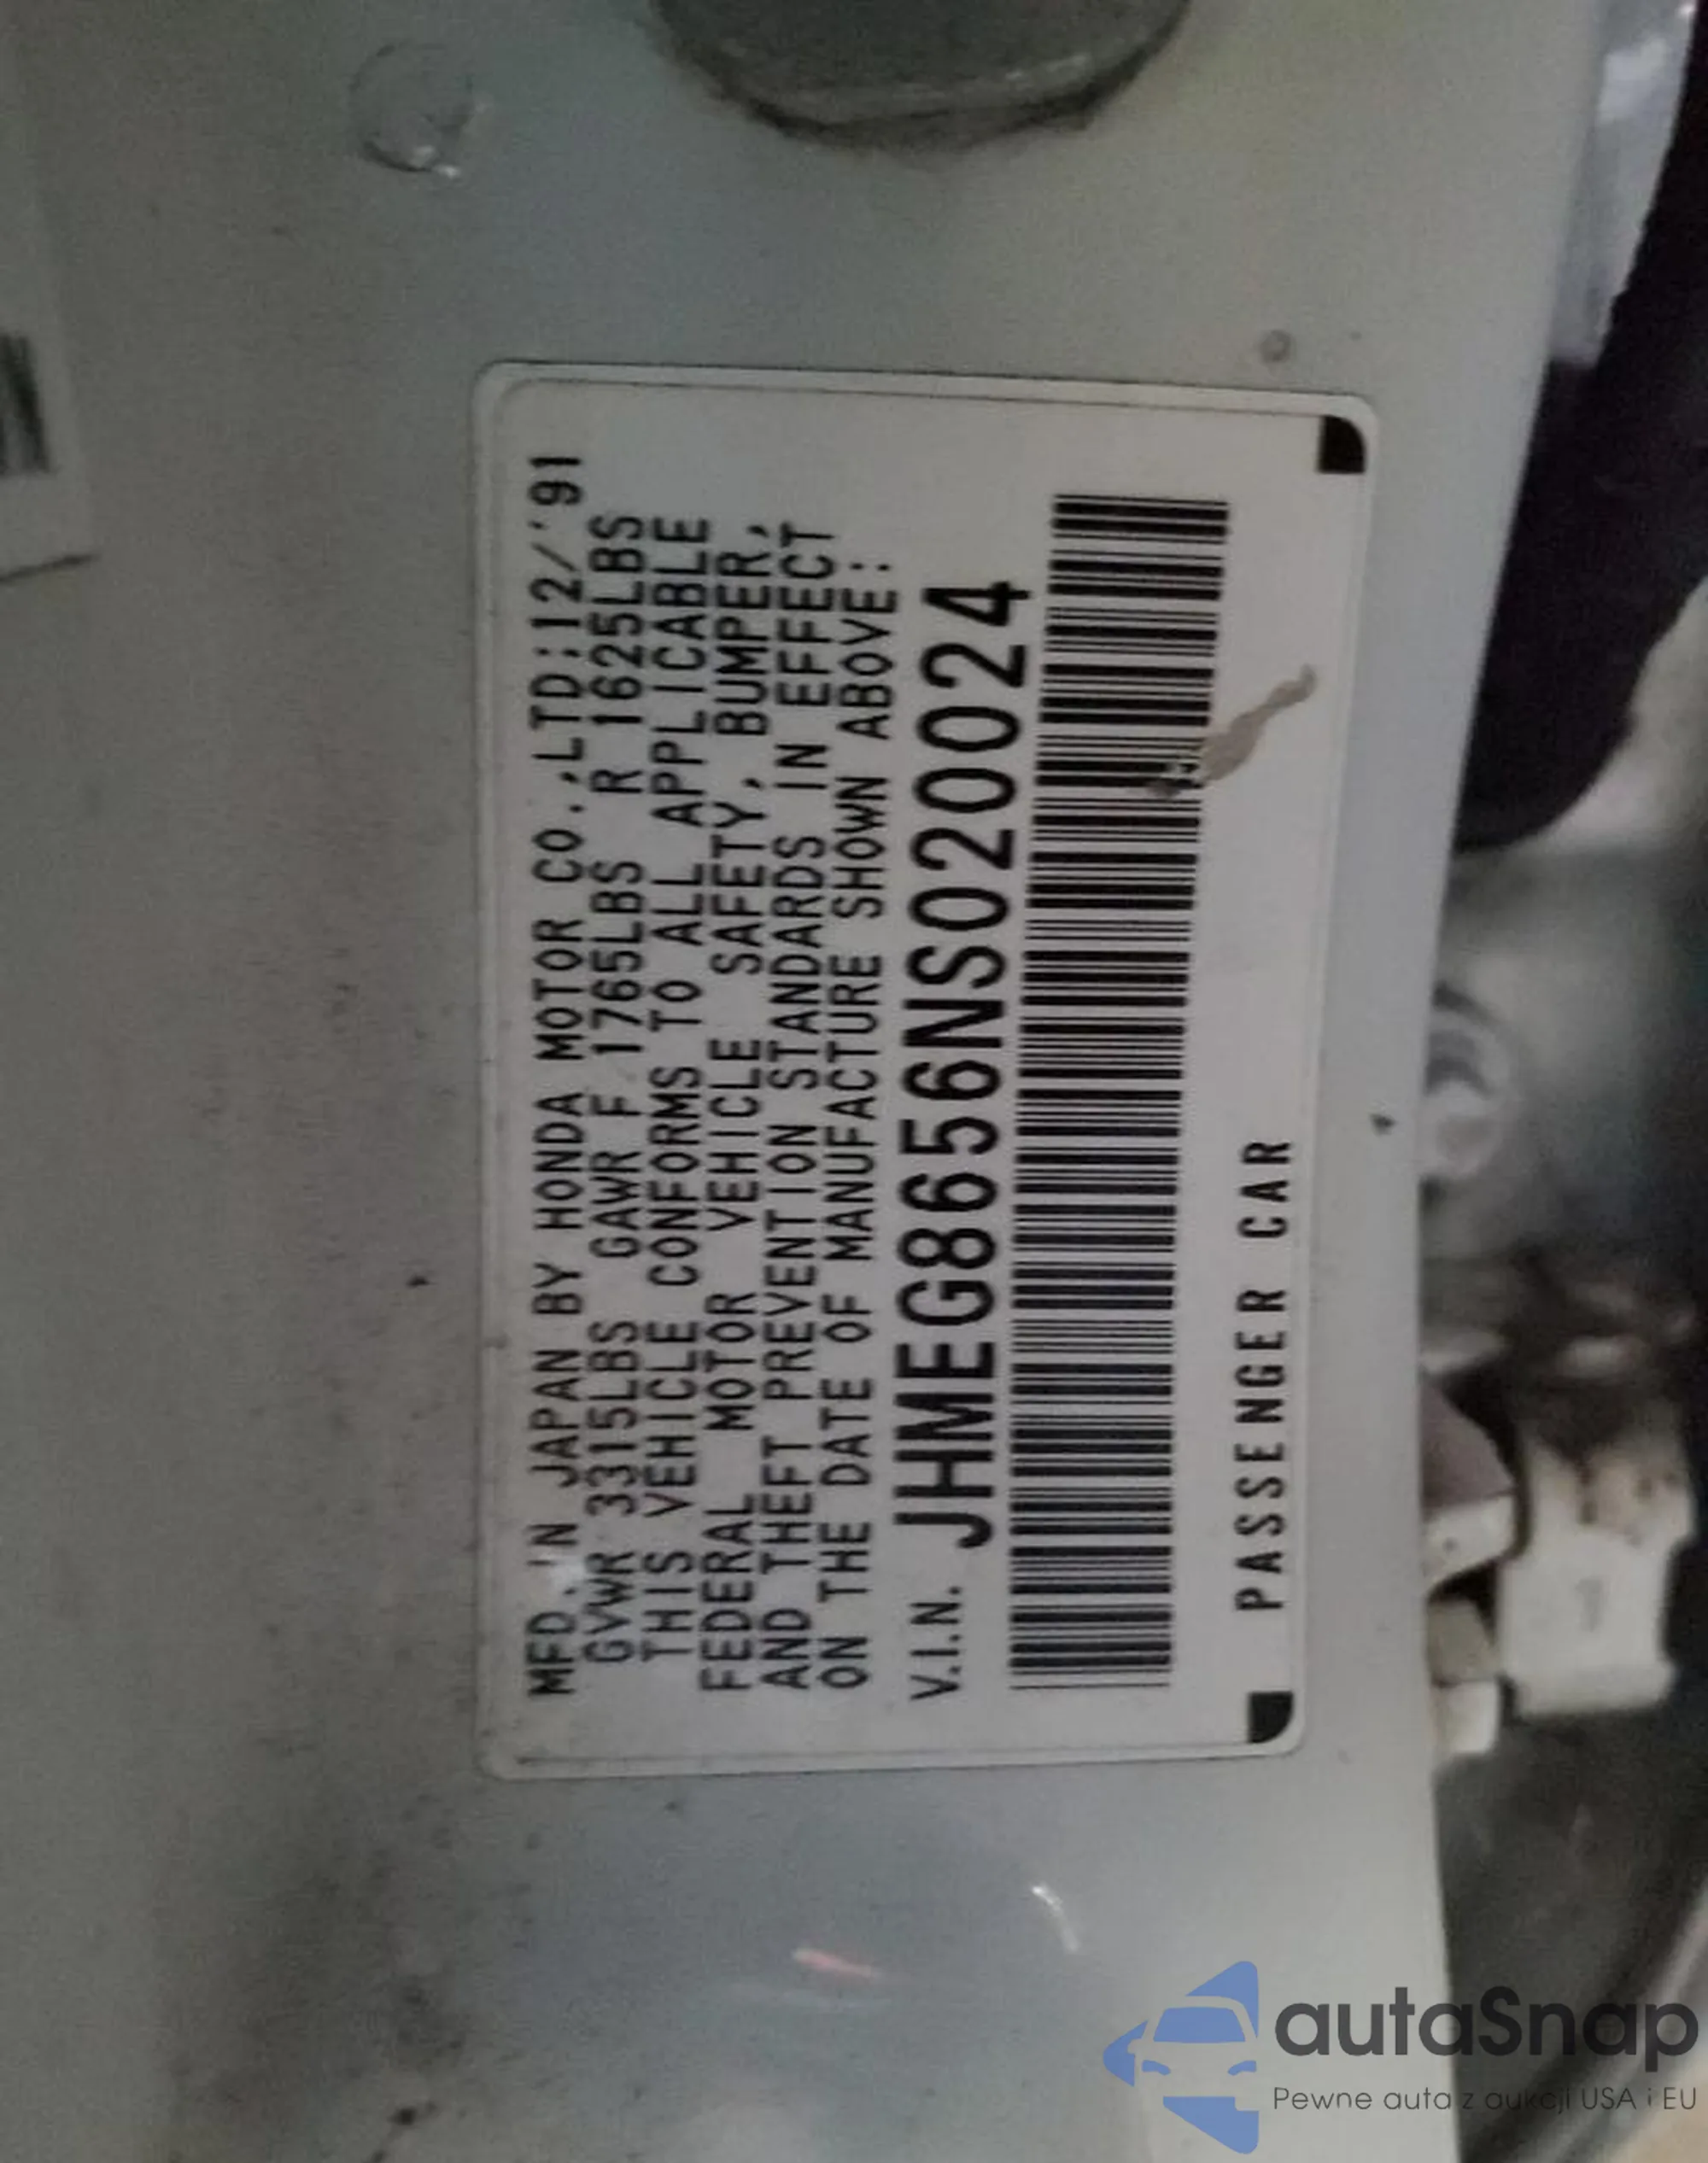 MFD. IN JAPAN BY HONDA MOTOR CO.,LTD:12/'91
GVWR 3315LBS GAWR F 1765LBS R 1625LBS
THIS VEHICLE CONFORMS TO ALL APPLICABLE
FEDERAL MOTOR VEHICLE SAFETY, BUMPER,
AND THEFT PREVENTION STANDARDS IN EFFECT
ON THE DATE OF MANUFACTURE SHOWN ABOVE:
V.I.N. JHMEG8656NS020024
PASSENGER CAR
autaSnap
Pewne auta z aukcji USA i EU